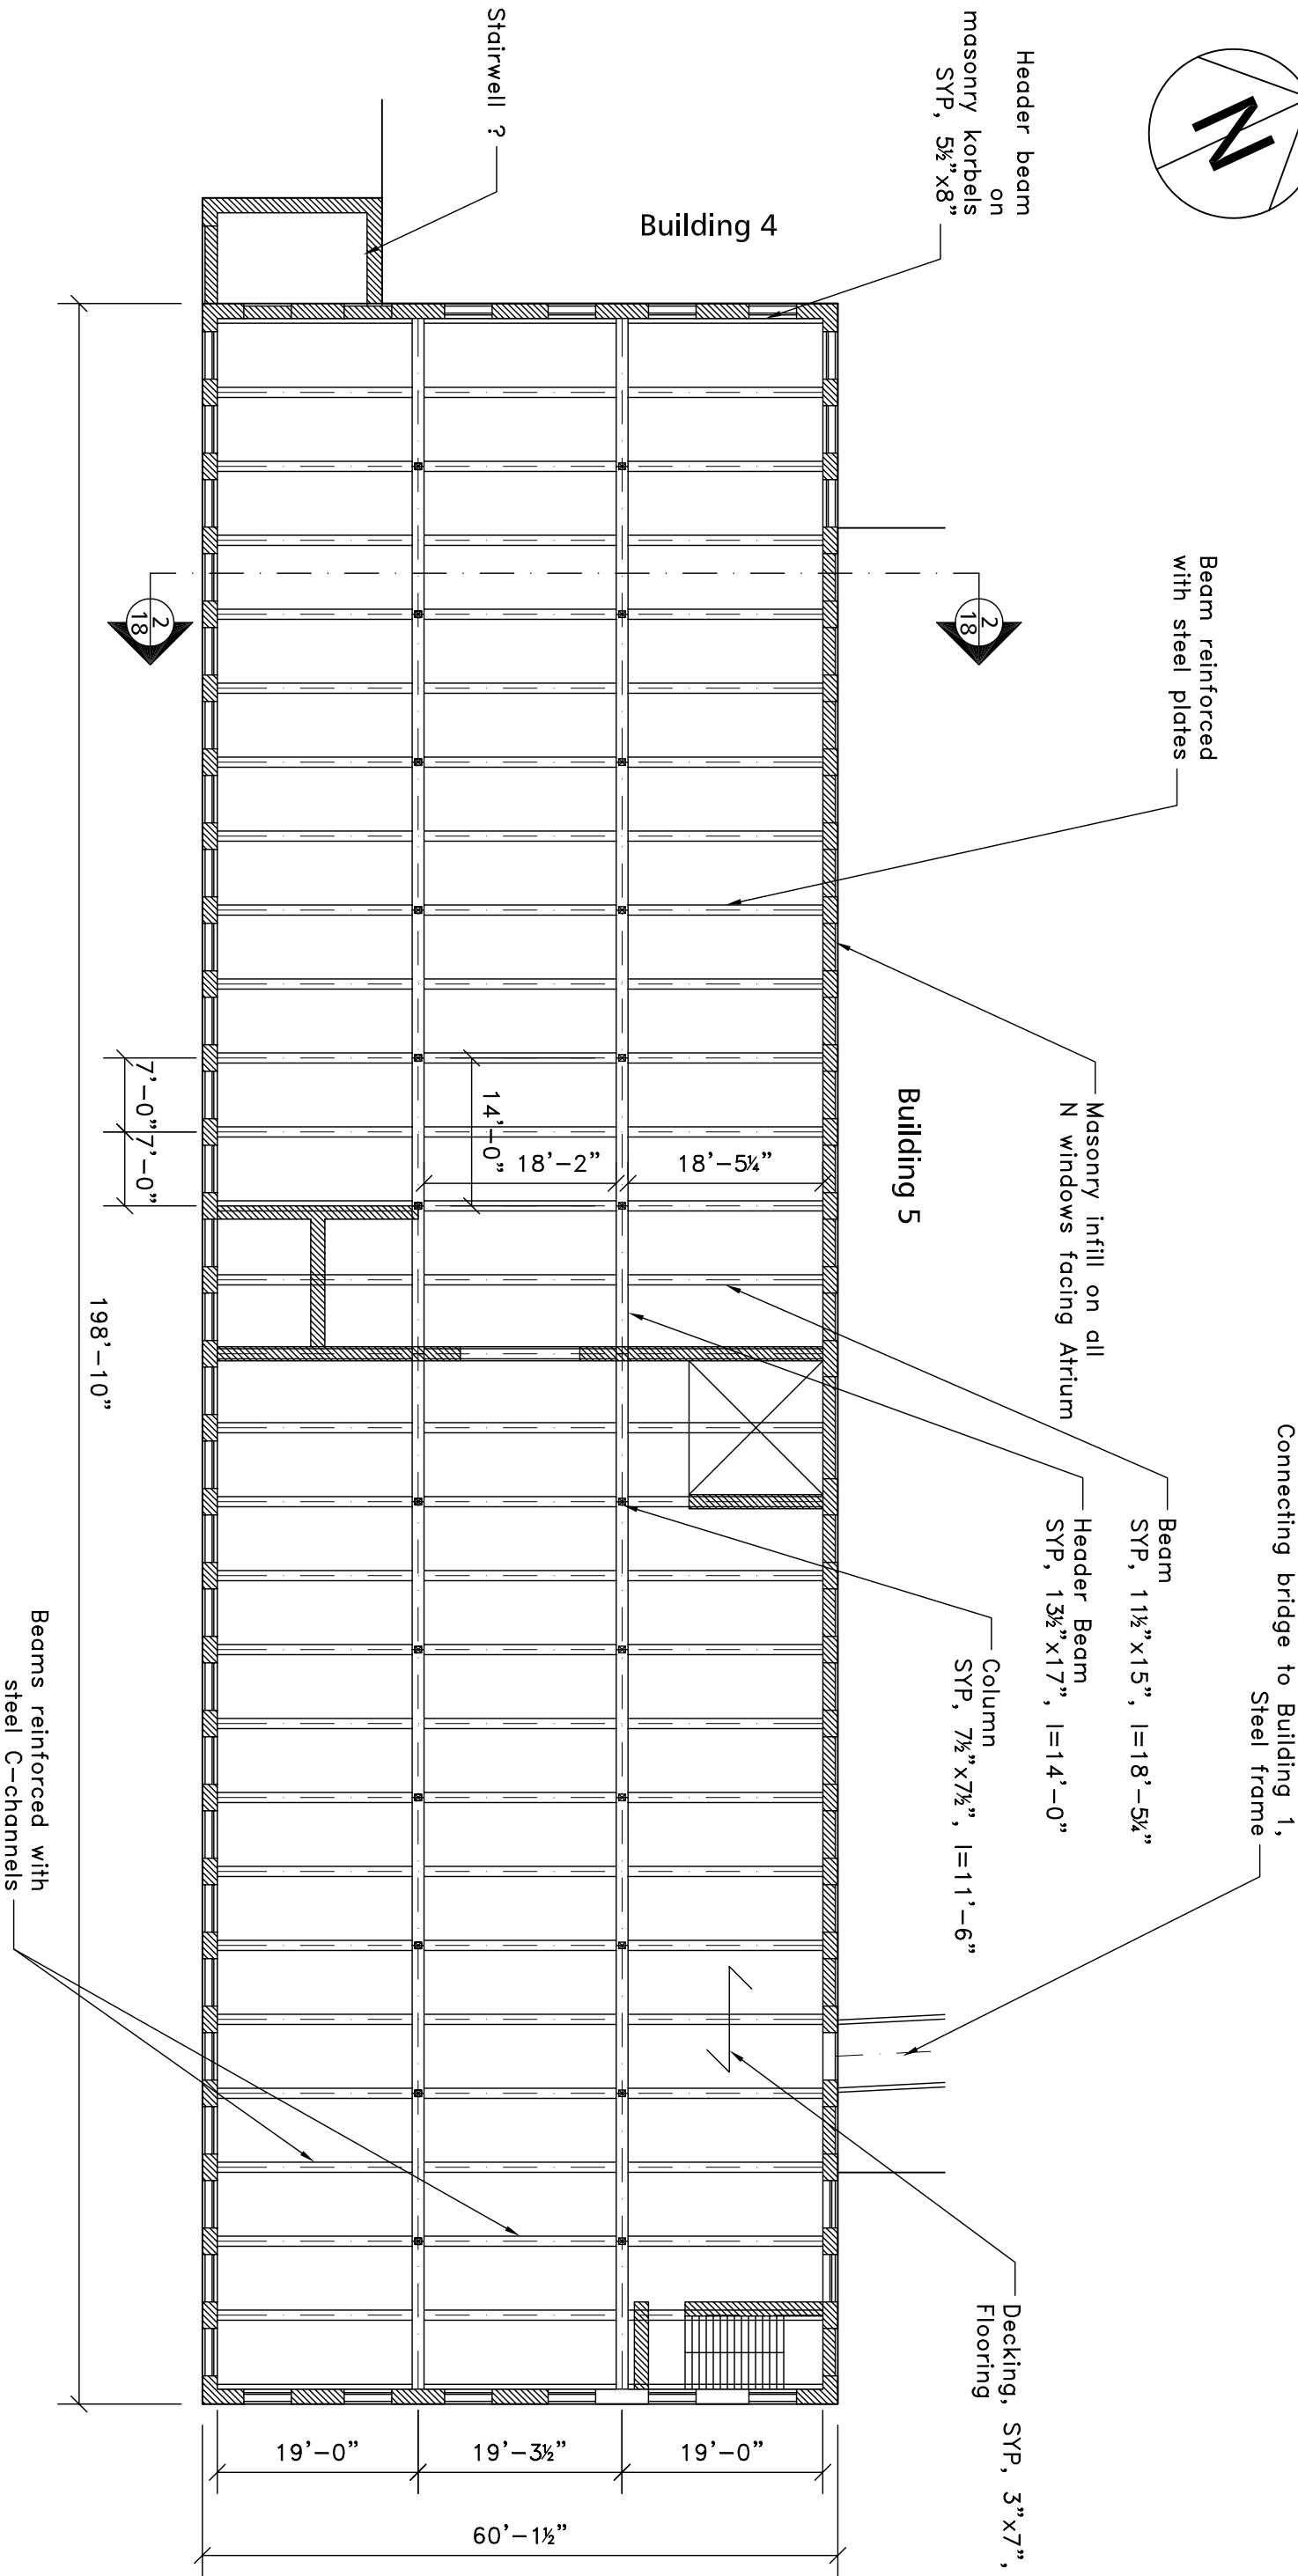 N
Header beam
on
masonry korbels
SYP, 5½”x8”
Stairwell ?
Building 4
Beam reinforced
with steel plates
2
18
2
18
Building 5
Masonry infill on all
N windows facing Atrium
Connecting bridge to Building 1,
Steel frame
Beam
SYP, 11½”x15”, l=18’-5¼”
Header Beam
SYP, 13½”x17”, l=14’-0”
Column
SYP, 7½”x7½”, l=11’-6”
Decking, SYP, 3”x7”,
Flooring
Beams reinforced with
steel C-channels
14’-0”
18’-2”
18’-5¼”
7’-0”
7’-0”
198’-10”
19’-0”
19’-3½”
19’-0”
60’-1½”